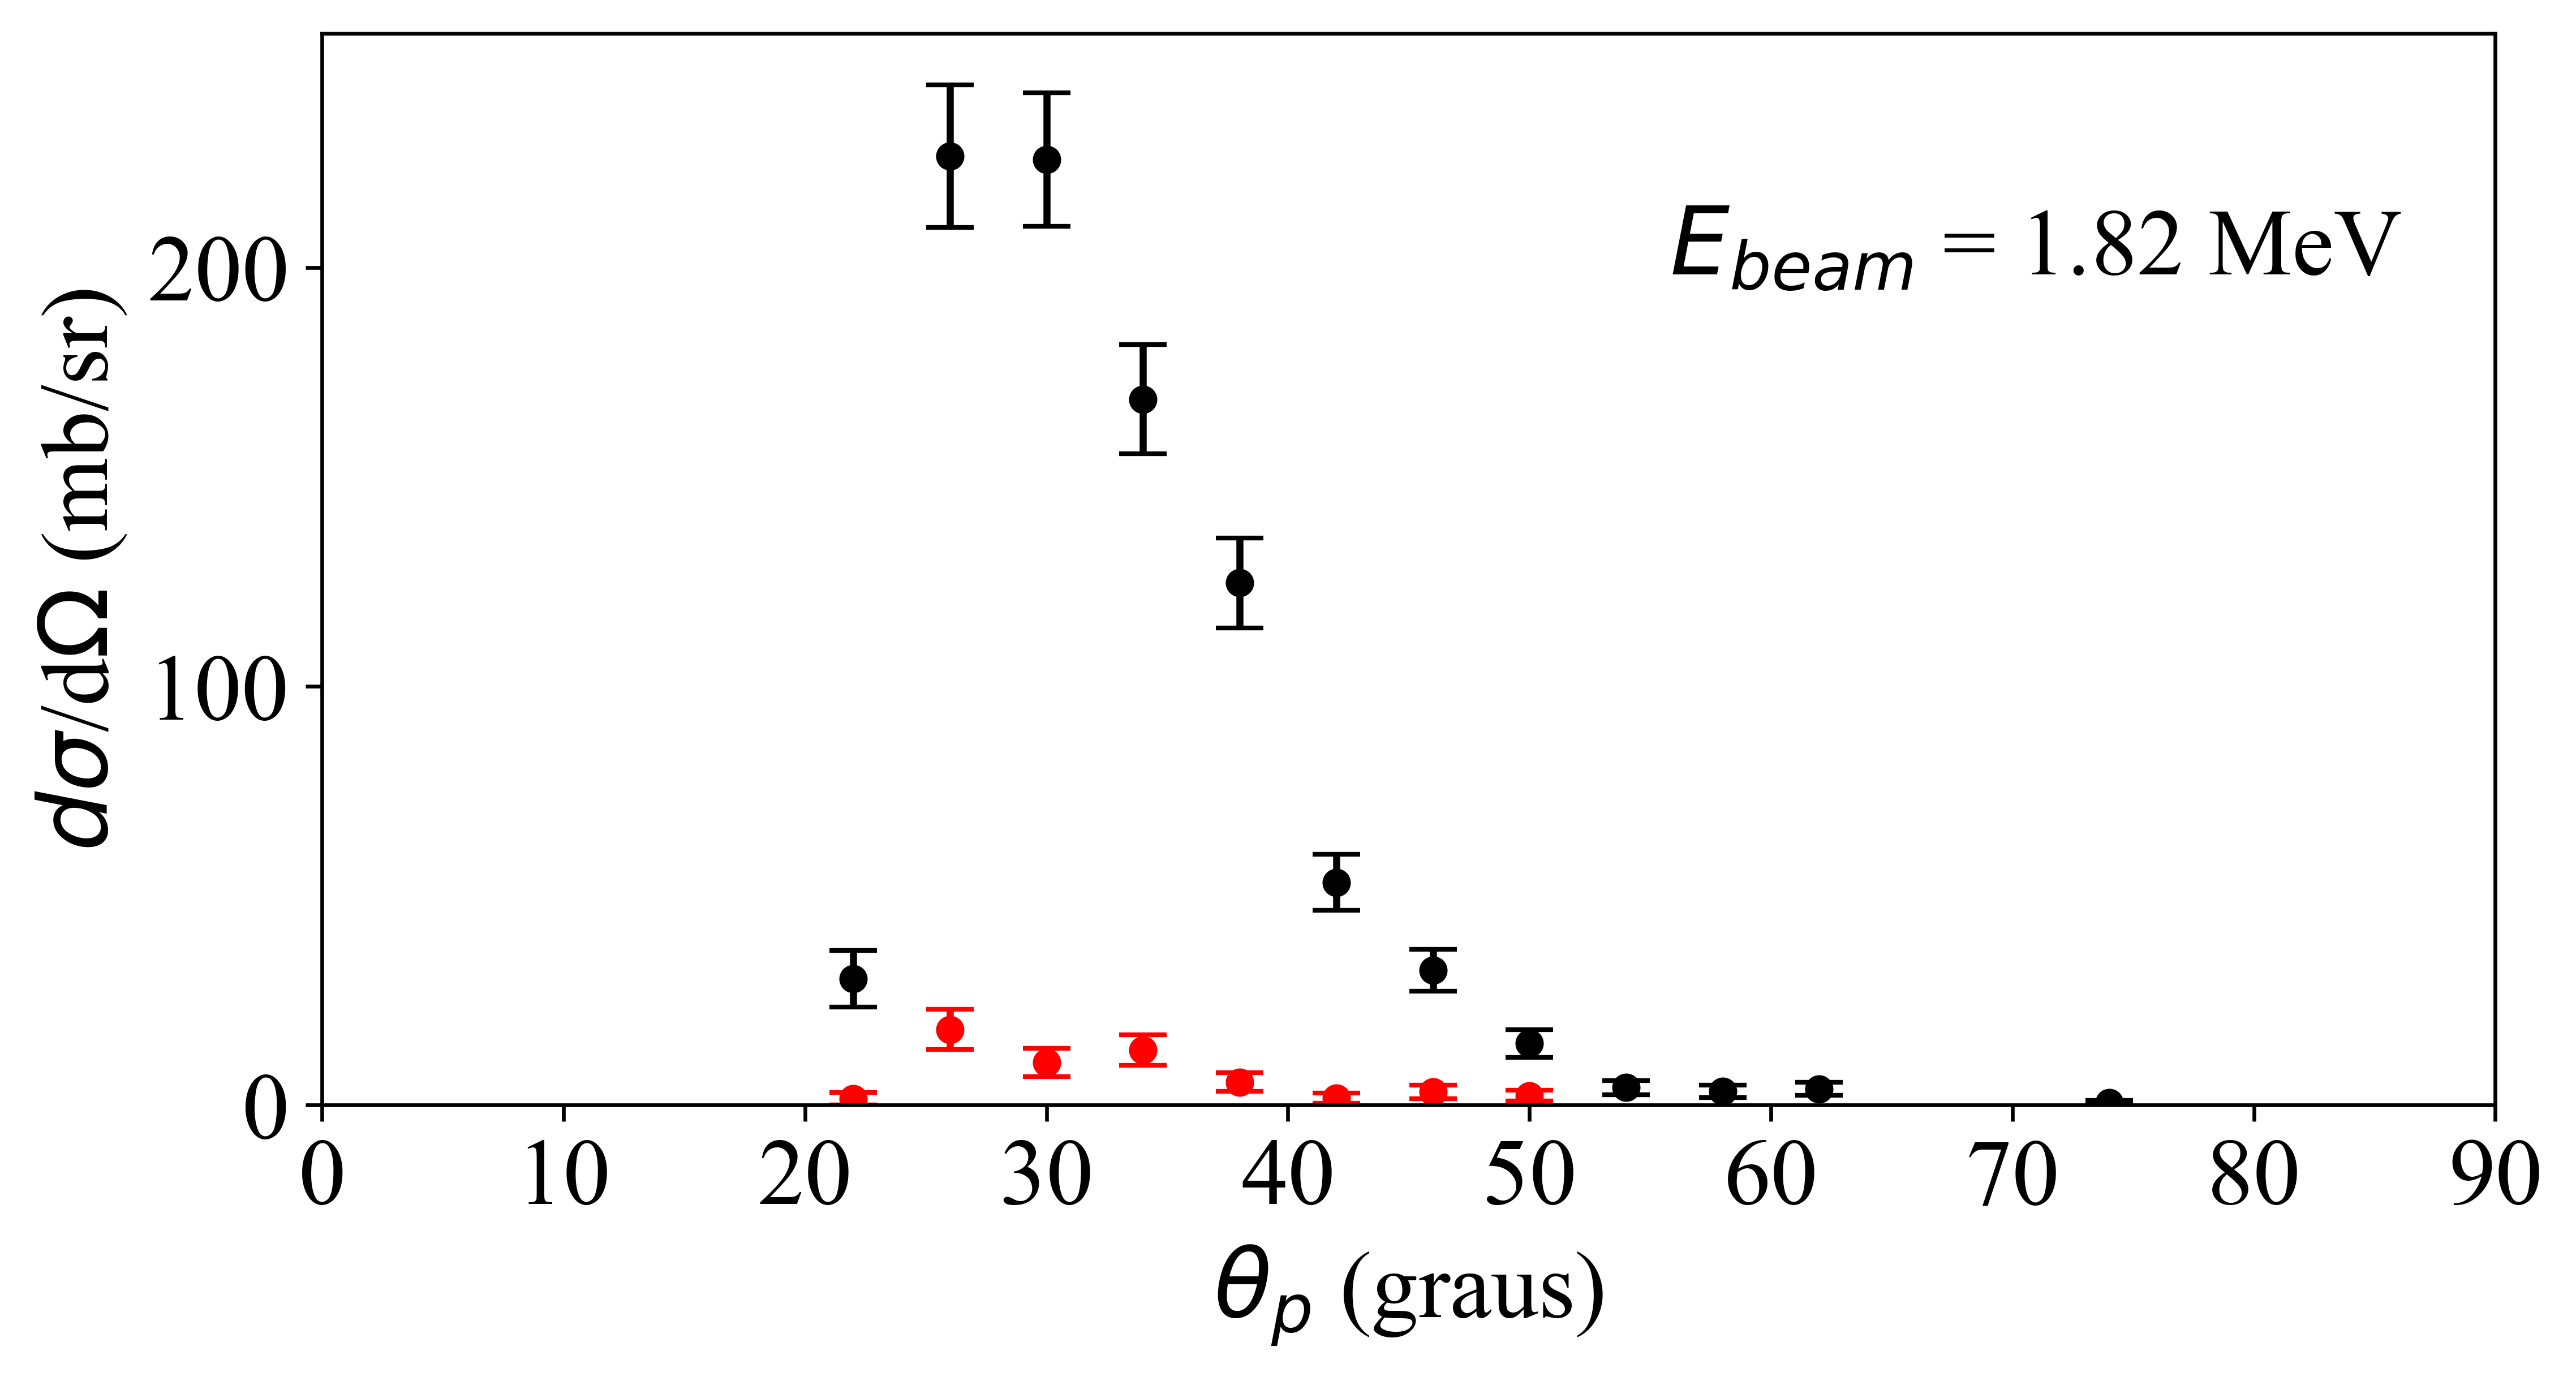 E_beam = 1.82 MeV
dσ/dΩ (mb/sr)
200
100
0
0 10 20 30 40 50 60 70 80 90
θ_p (graus)